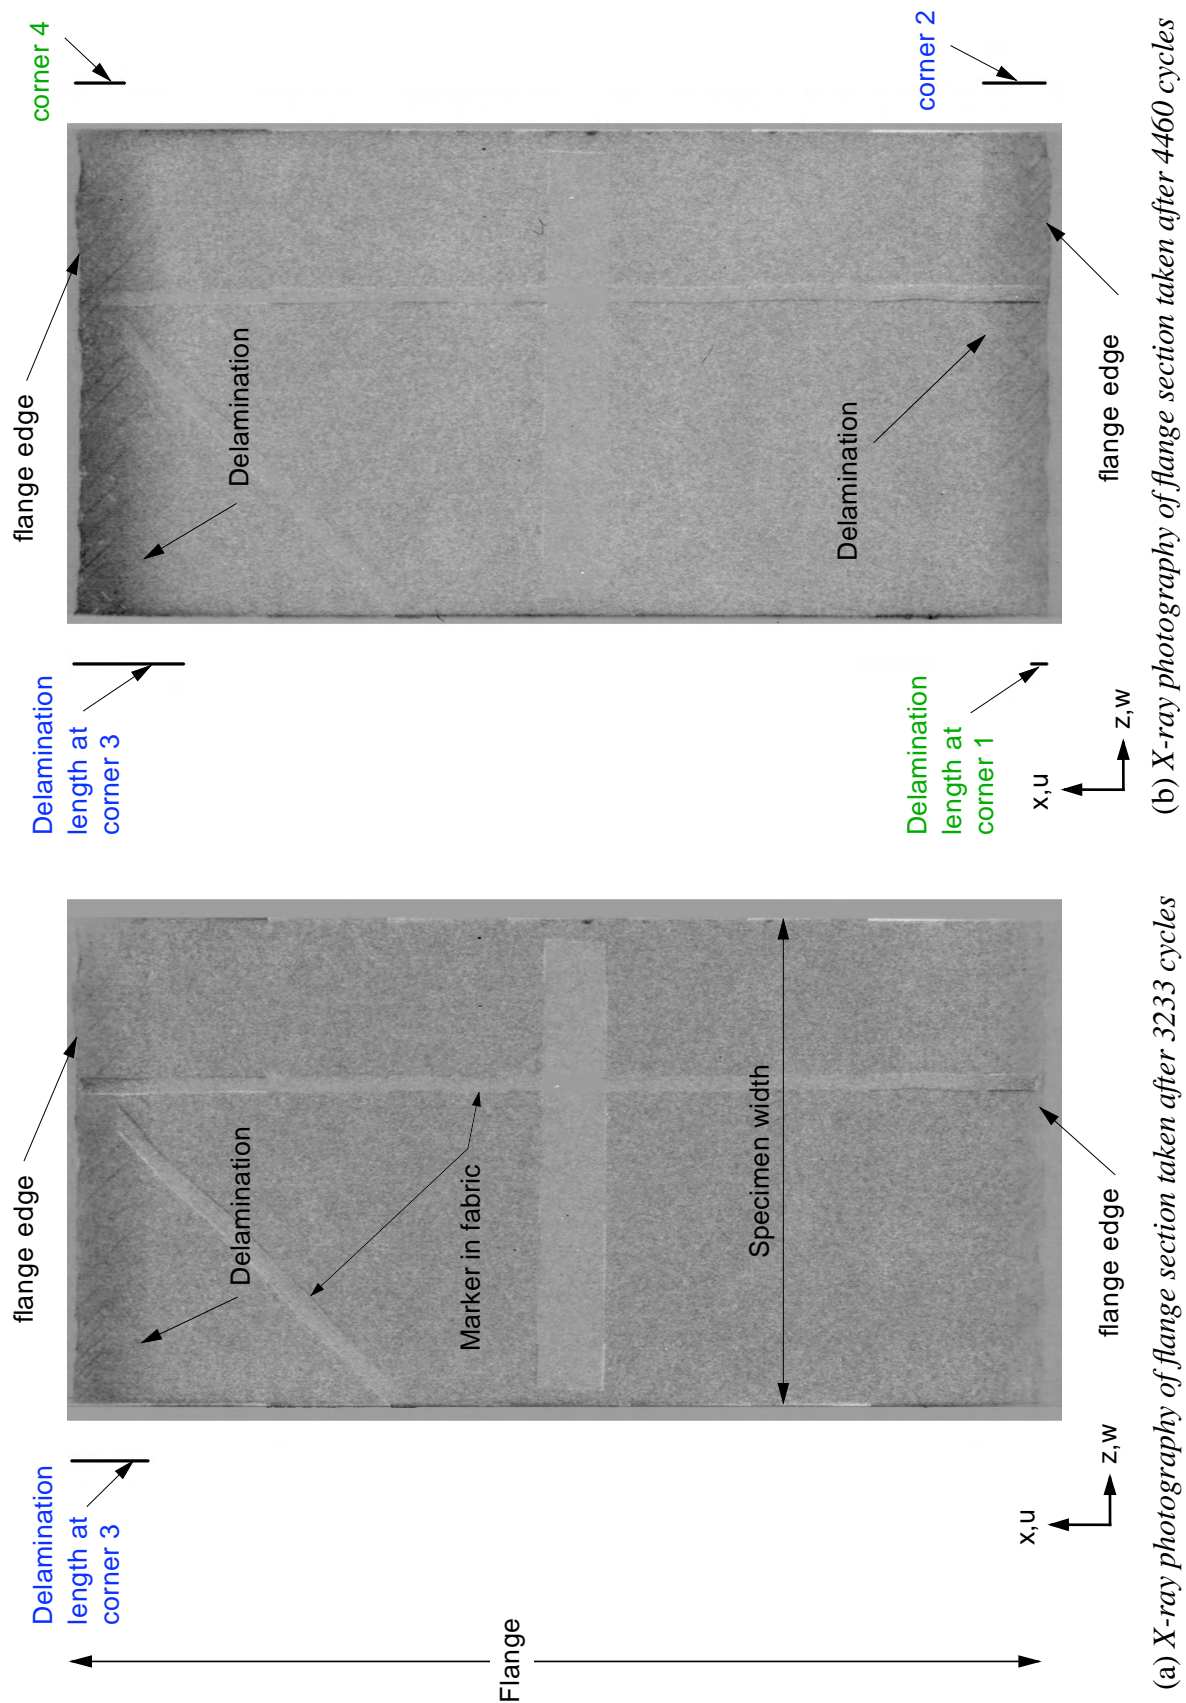 Flange
Delamination
length at
corner 3
flange edge
Delamination
Marker in fabric
Specimen width
flange edge
x,u
z,w
(a) X-ray photography of flange section taken after 3233 cycles
Delamination
length at
corner 3
flange edge
corner 4
Delamination
Delamination
Delamination
length at
corner 1
corner 2
flange edge
x,u
z,w
(b) X-ray photography of flange section taken after 4460 cycles